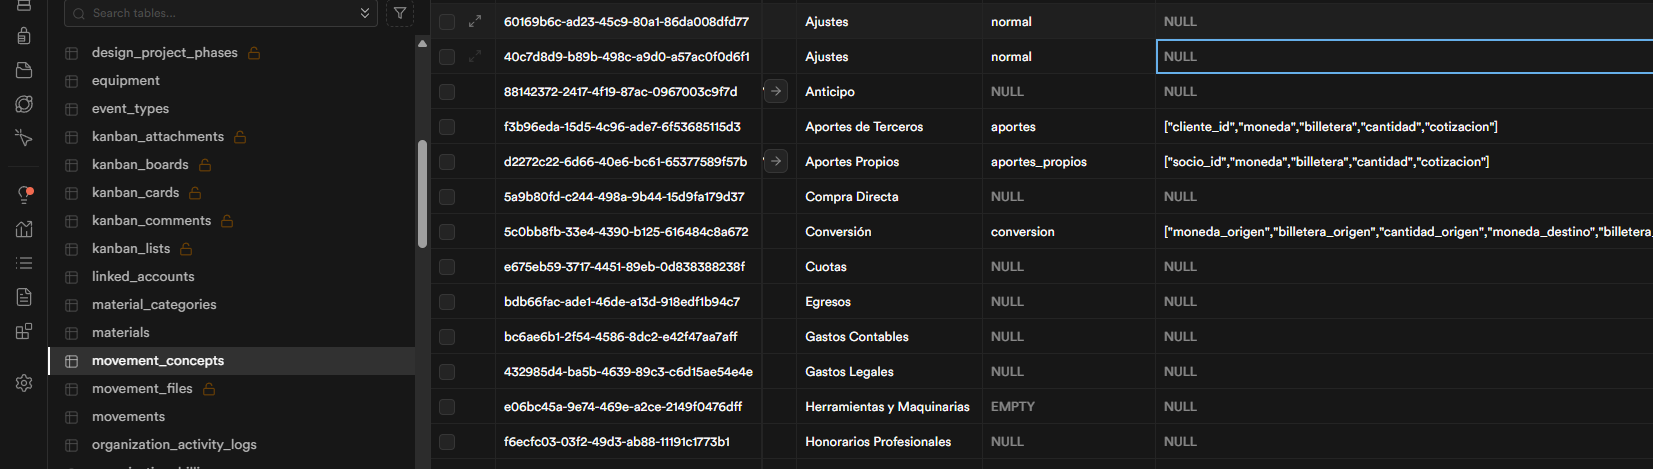 Search tables...
design_project_phases
equipment
event_types
kanban_attachments
kanban_boards
kanban_cards
kanban_comments
kanban_lists
linked_accounts
material_categories
materials
movement_concepts
movement_files
movements
organization_activity_logs
60169b6c-ad23-45c9-80a1-86da008dfd77 Ajustes normal NULL
40c7d8d9-b89b-498c-a9d0-a57ac0f0d6f1 Ajustes normal NULL
88142372-2417-4f19-87ac-0967003c9f7d Anticipo NULL NULL
f3b96eda-15d5-4c96-ade7-6f53685115d3 Aportes de Terceros aportes ["cliente_id","moneda","billetera","cantidad","cotizacion"]
d2272c22-6d66-40e6-bc61-65377589f57b Aportes Propios aportes_propios ["socio_id","moneda","billetera","cantidad","cotizacion"]
5a9b80fd-c244-498a-9b44-15d9fa179d37 Compra Directa NULL NULL
5c0bb8fb-33e4-4390-b125-616484c8a672 Conversión conversion ["moneda_origen","billetera_origen","cantidad_origen","moneda_destino","billetera_
e675eb59-3717-4451-89eb-0d838388238f Cuotas NULL NULL
bdb66fac-ade1-46de-a13d-918edf1b94c7 Egresos NULL NULL
bc6ae6b1-2f54-4586-8dc2-e42f47aa7aff Gastos Contables NULL NULL
432985d4-ba5b-4639-89c3-c6d15ae54e4e Gastos Legales NULL NULL
e06bc45a-9e74-469e-a2ce-2149f0476dff Herramientas y Maquinarias EMPTY NULL
f6ecfc03-03f2-49d3-ab88-11191c1773b1 Honorarios Profesionales NULL NULL